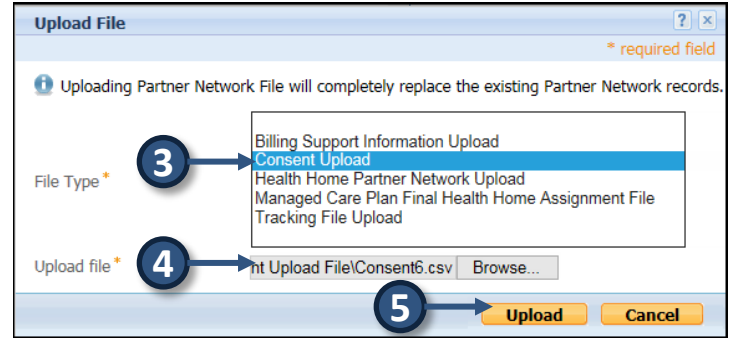 Upload File
? x
* required field
Uploading Partner Network File will completely replace the existing Partner Network records.
Billing Support Information Upload
3 Consent Upload
File Type * Health Home Partner Network Upload
Managed Care Plan Final Health Home Assignment File
Tracking File Upload
Upload file * 4 nt Upload File\Consent6.csv Browse...
5 Upload Cancel